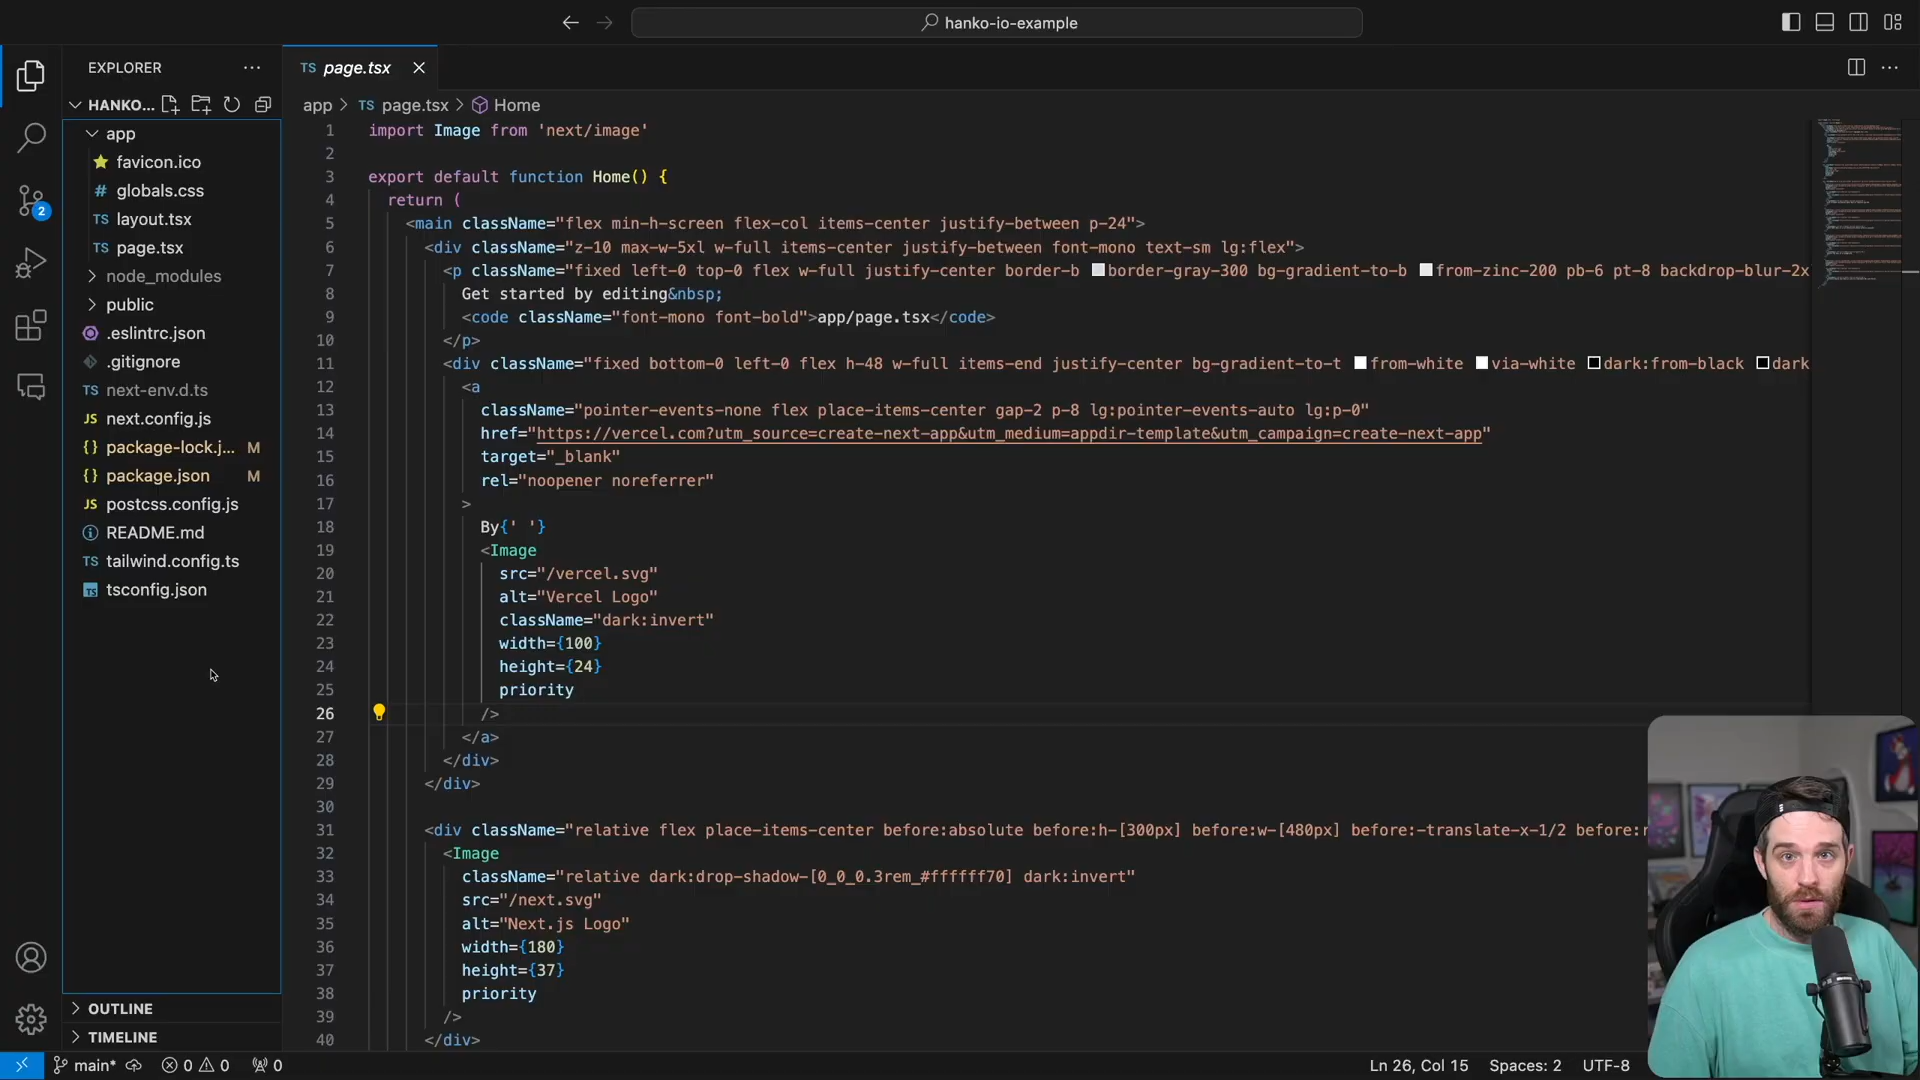 hanko-io-example
EXPLORER
TS page.tsx
HANKO...
app > TS page.tsx > Home
app
favicon.ico
# globals.css
TS layout.tsx
TS page.tsx
node_modules
public
.eslintrc.json
.gitignore
TS next-env.d.ts
JS next.config.js
{} package-lock.j... M
{} package.json M
JS postcss.config.js
README.md
TS tailwind.config.ts
TS tsconfig.json
OUTLINE
TIMELINE
1 import Image from 'next/image'
2
3 export default function Home() {
4 return (
5 <main className="flex min-h-screen flex-col items-center justify-between p-24">
6 <div className="z-10 max-w-5xl w-full items-center justify-between font-mono text-sm lg:flex">
7 <p className="fixed left-0 top-0 flex w-full justify-center border-b border-gray-300 bg-gradient-to-b from-zinc-200 pb-6 pt-8 backdrop-blur-2x
8 Get started by editing&nbsp;
9 <code className="font-mono font-bold">app/page.tsx</code>
10 </p>
11 <div className="fixed bottom-0 left-0 flex h-48 w-full items-end justify-center bg-gradient-to-t from-white via-white dark:from-black dark
12 <a
13 className="pointer-events-none flex place-items-center gap-2 p-8 lg:pointer-events-auto lg:p-0"
14 href="https://vercel.com?utm_source=create-next-app&utm_medium=appdir-template&utm_campaign=create-next-app"
15 target="_blank"
16 rel="noopener noreferrer"
17 >
18 By{' '}
19 <Image
20 src="/vercel.svg"
21 alt="Vercel Logo"
22 className="dark:invert"
23 width={100}
24 height={24}
25 priority
26 />
27 </a>
28 </div>
29 </div>
30
31 <div className="relative flex place-items-center before:absolute before:h-[300px] before:w-[480px] before:-translate-x-1/2 before:r
32 <Image
33 className="relative dark:drop-shadow-[0_0_0.3rem_#ffffff70] dark:invert"
34 src="/next.svg"
35 alt="Next.js Logo"
36 width={180}
37 height={37}
38 priority
39 />
40 </div>
2
main* 0 0 0
Ln 26, Col 15 Spaces: 2 UTF-8